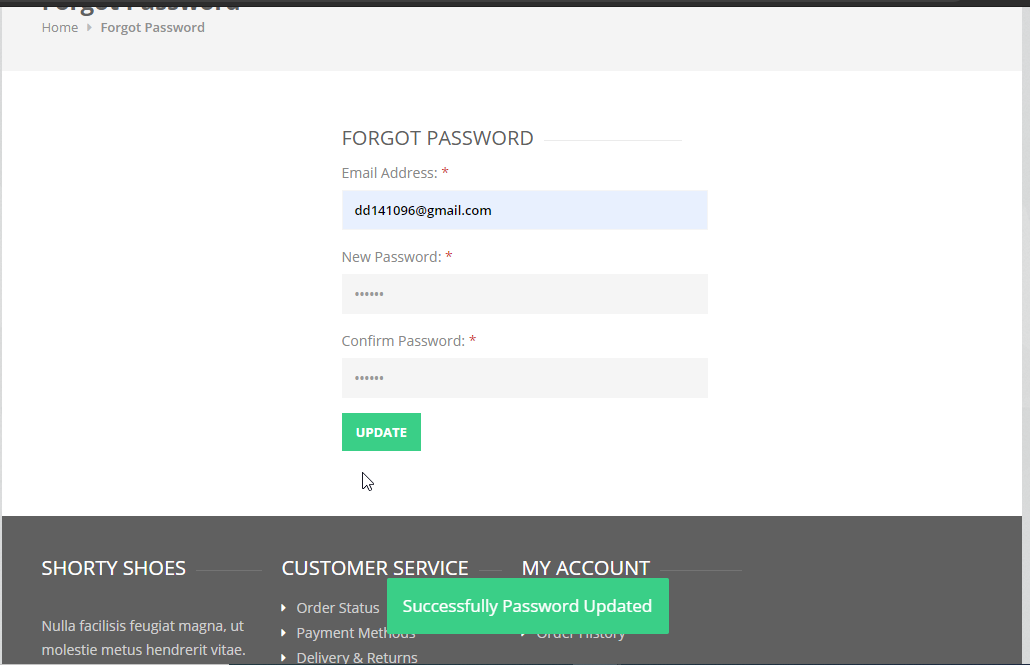 Forgot Password
Home Forgot Password
FORGOT PASSWORD
Email Address: *
dd141096@gmail.com
New Password: *
••••••
Confirm Password: *
••••••
UPDATE
SHORTY SHOES
Nulla facilisis feugiat magna, ut
molestie metus hendrerit vitae.
CUSTOMER SERVICE
Order Status
Payment Methods
Delivery & Returns
MY ACCOUNT
Order History
Successfully Password Updated